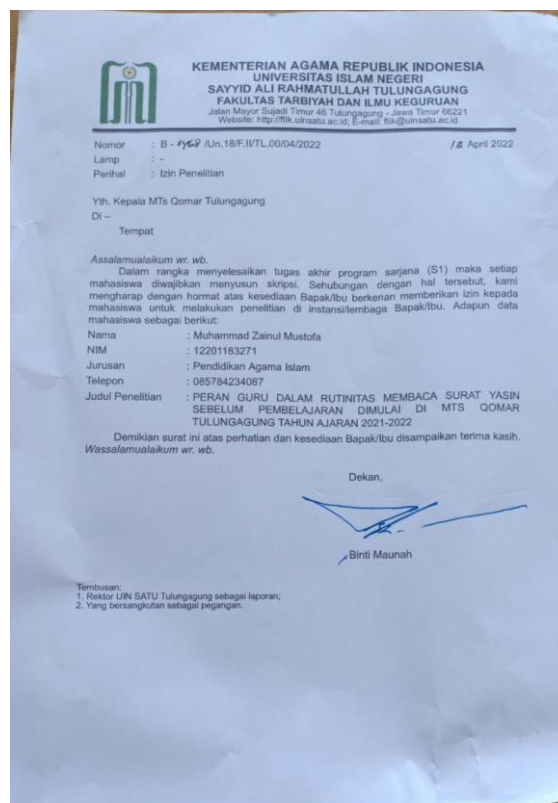 KEMENTERIAN AGAMA REPUBLIK INDONESIA
UNIVERSITAS ISLAM NEGERI
SAYYID ALI RAHMATULLAH TULUNGAGUNG
FAKULTAS TARBIYAH DAN ILMU KEGURUAN
Jalan Mayor Sujadi Timur 46 Tulungagung - Jawa Timur 66221
Website: http://ftik.uinsatu.ac.id; E-mail: ftik@uinsatu.ac.id
Nomor : B - /Un.18/F.II/TL.00/04/2022 April 2022
Lamp : -
Perihal : Izin Penelitian
Yth. Kepala MTs Qomar Tulungagung
Di –
Tempat
Assalamualaikum wr. wb.
Dalam rangka menyelesaikan tugas akhir program sarjana (S1) maka setiap
mahasiswa diwajibkan menyusun skripsi. Sehubungan dengan hal tersebut, kami
mengharap dengan hormat atas kesediaan Bapak/Ibu berkenan memberikan izin kepada
mahasiswa untuk melakukan penelitian di instansi/lembaga Bapak/Ibu. Adapun data
mahasiswa sebagai berikut:
Nama : Muhammad Zainul Mustofa
NIM : 12201183271
Jurusan : Pendidikan Agama Islam
Telepon : 085784234087
Judul Penelitian : PERAN GURU DALAM RUTINITAS MEMBACA SURAT YASIN
SEBELUM PEMBELAJARAN DIMULAI DI MTS QOMAR
TULUNGAGUNG TAHUN AJARAN 2021-2022
Demikian surat ini atas perhatian dan kesediaan Bapak/Ibu disampaikan terima kasih.
Wassalamualaikum wr. wb.
Dekan,
Binti Maunah
Tembusan:
1. Rektor UIN SATU Tulungagung sebagai laporan;
2. Yang bersangkutan sebagai pegangan.